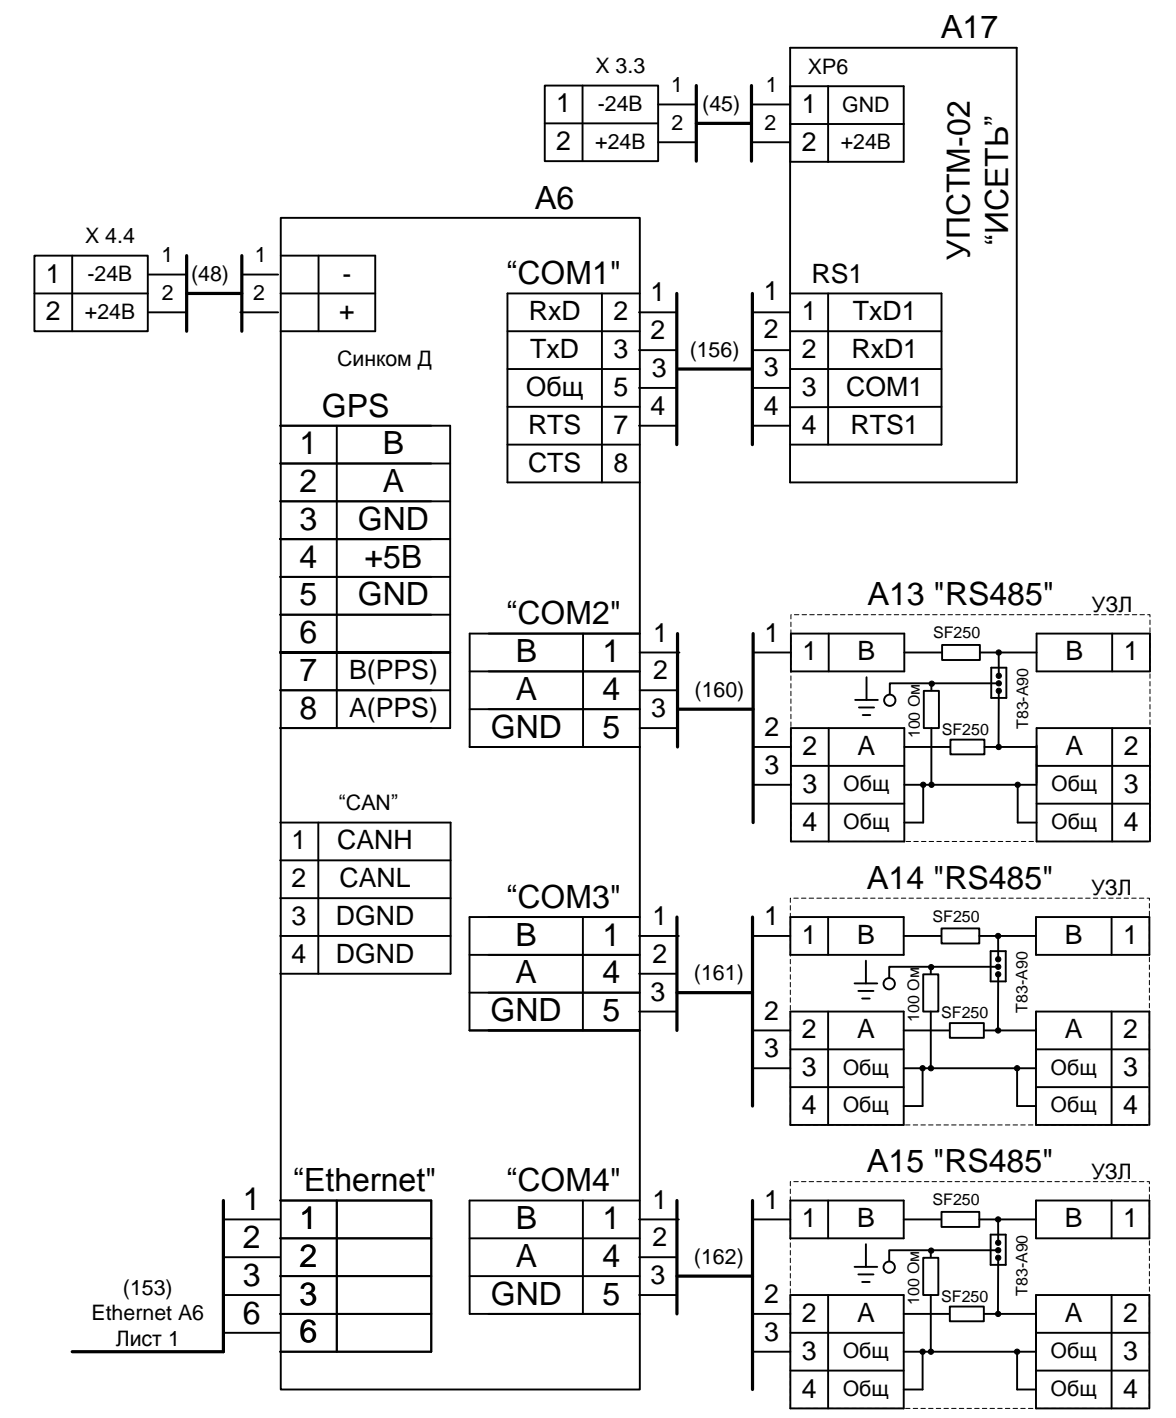 A17
X 3.3
XP6
1 -24В 1 (45) 1 1 GND
2 +24В 2 2 2 +24В
УПСТМ-02
“ИСЕТЬ”
A6
X 4.4
1 -24В 1 (48) 1 -
2 +24В 2 2 +
Синком Д
“COM1"
RS1
RxD 2 1 1 1 TxD1
TxD 3 2 (156) 2 2 RxD1
Общ 5 3 3 3 COM1
RTS 7 4 4 4 RTS1
CTS 8
GPS
1 B
2 A
3 GND
4 +5В
5 GND
6
7 B(PPS)
8 A(PPS)
“COM2"
B 1 1
A 4 2
GND 5 3
(160)
A13 "RS485"
УЗЛ
1 1 B SF250 B 1
100 Ом
T83-A90
2 2 A SF250 A 2
3 3 Общ Общ 3
4 Общ Общ 4
“CAN”
1 CANH
2 CANL
3 DGND
4 DGND
“COM3"
B 1 1
A 4 2
GND 5 3
(161)
A14 "RS485"
УЗЛ
1 1 B SF250 B 1
100 Ом
T83-A90
2 2 A SF250 A 2
3 3 Общ Общ 3
4 Общ Общ 4
“Ethernet"
1 1
2 2
3 3
6 6
(153)
Ethernet A6
Лист 1
“COM4"
B 1 1
A 4 2
GND 5 3
(162)
A15 "RS485"
УЗЛ
1 1 B SF250 B 1
100 Ом
T83-A90
2 2 A SF250 A 2
3 3 Общ Общ 3
4 Общ Общ 4